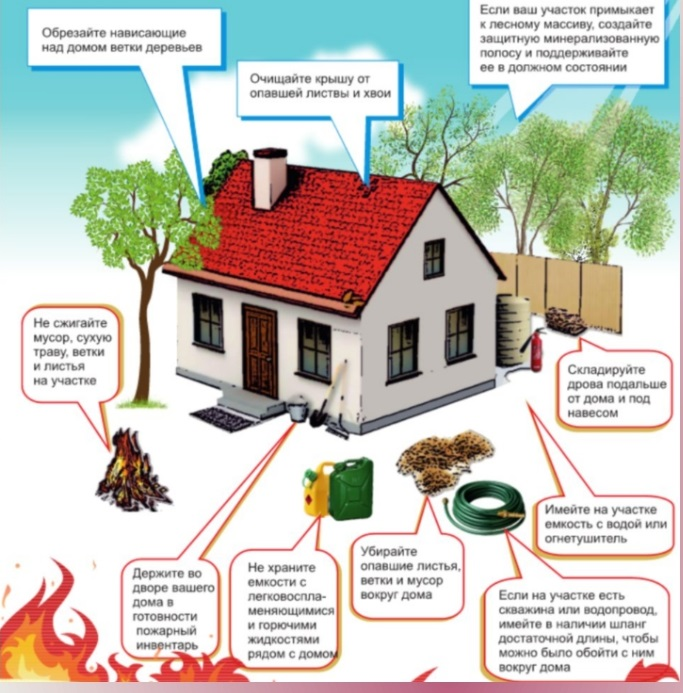 Обрезайте нависающие
над домом ветки деревьев
Очищайте крышу от
опавшей листвы и хвои
Если ваш участок примыкает
к лесному массиву, создайте
защитную минерализованную
полосу и поддерживайте
ее в должном состоянии
Не сжигайте
мусор, сухую
траву, ветки
и листья
на участке
Складируйте
дрова подальше
от дома и под
навесом
Имейте на участке
емкость с водой или
огнетушитель
Держите во
дворе вашего
дома в
готовности
пожарный
инвентарь
Не храните
емкости с
легковоспла-
меняющимися
и горючими
жидкостями
рядом с домом
Убирайте
опавшие листья,
ветки и мусор
вокруг дома
Если на участке есть
скважина или водопровод,
имейте в наличии шланг
достаточной длины, чтобы
можно было обойти с ним
вокруг дома